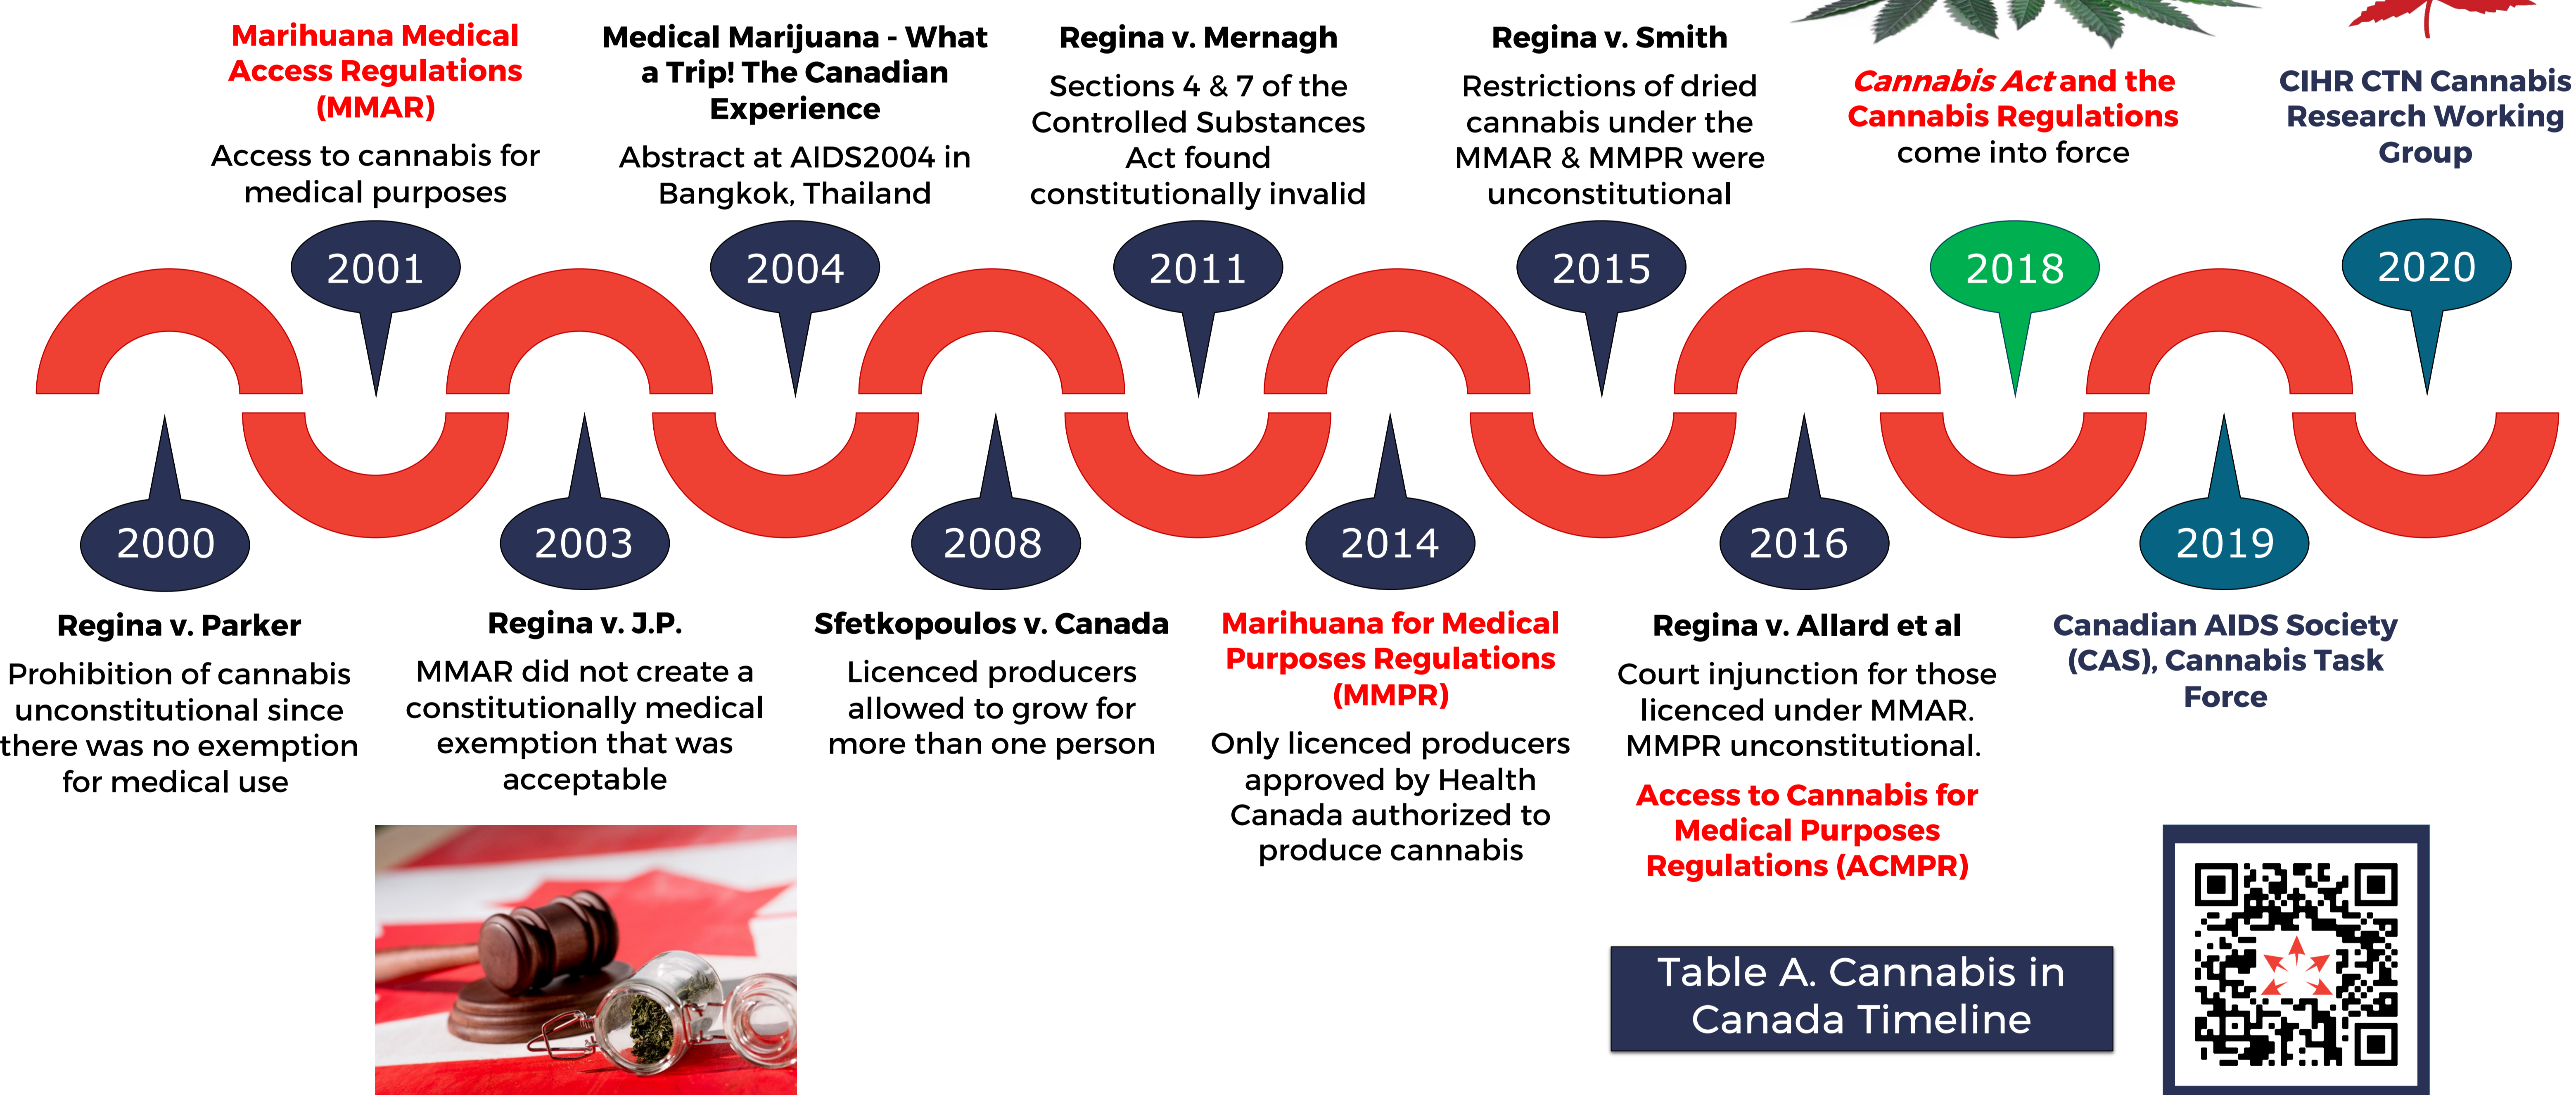 Marihuana Medical
Access Regulations
(MMAR)
Access to cannabis for
medical purposes
Medical Marijuana - What
a Trip! The Canadian
Experience
Abstract at AIDS2004 in
Bangkok, Thailand
Regina v. Mernagh
Sections 4 & 7 of the
Controlled Substances
Act found
constitutionally invalid
Regina v. Smith
Restrictions of dried
cannabis under the
MMAR & MMPR were
unconstitutional
Cannabis Act and the
Cannabis Regulations
come into force
CIHR CTN Cannabis
Research Working
Group
2001
2004
2011
2015
2018
2020
2000
2003
2008
2014
2016
2019
Regina v. Parker
Prohibition of cannabis
unconstitutional since
there was no exemption
for medical use
Regina v. J.P.
MMAR did not create a
constitutionally medical
exemption that was
acceptable
Sfetkopoulos v. Canada
Licenced producers
allowed to grow for
more than one person
Marihuana for Medical
Purposes Regulations
(MMPR)
Only licenced producers
approved by Health
Canada authorized to
produce cannabis
Regina v. Allard et al
Court injunction for those
licenced under MMAR.
MMPR unconstitutional.
Access to Cannabis for
Medical Purposes
Regulations (ACMPR)
Canadian AIDS Society
(CAS), Cannabis Task
Force
Table A. Cannabis in
Canada Timeline